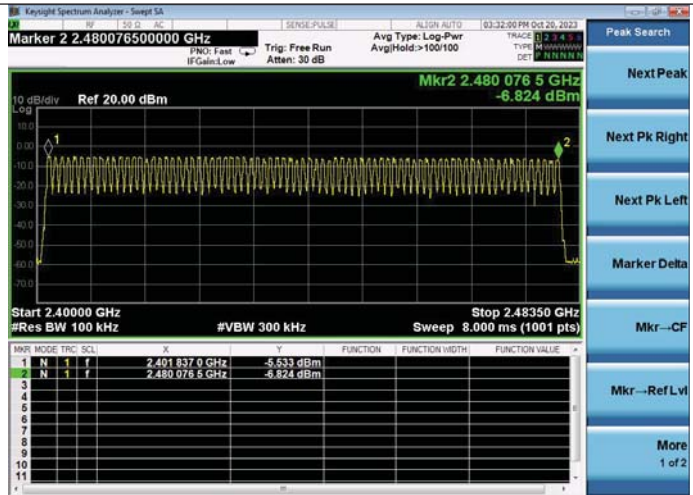 Keysight Spectrum Analyzer - Swept SA
RF 50 Ω AC SENSE:PULSE ALIGN AUTO 03:32:00 PM Oct 20, 2023
Marker 2 2.480076500000 GHz
PNO: Fast
IFGain:Low
Trig: Free Run
Atten: 30 dB
Avg Type: Log-Pwr
Avg|Hold:>100/100
TRACE 1 2 3 4 5 6
TYPE M WWWWW
DET P N N N N N
Mkr2 2.480 076 5 GHz
-6.824 dBm
10 dB/div Ref 20.00 dBm
Log
10.0
0.00
-10.0
-20.0
-30.0
-40.0
-50.0
-60.0
-70.0
1
2
Start 2.40000 GHz Stop 2.48350 GHz
#Res BW 100 kHz #VBW 300 kHz Sweep 8.000 ms (1001 pts)
MKR MODE TRC SCL X Y FUNCTION FUNCTION WIDTH FUNCTION VALUE
1 N 1 f 2.401 837 0 GHz -5.533 dBm
2 N 1 f 2.480 076 5 GHz -6.824 dBm
3
4
5
6
7
8
9
10
11
Peak Search
Next Peak
Next Pk Right
Next Pk Left
Marker Delta
Mkr→CF
Mkr→Ref Lvl
More
1 of 2